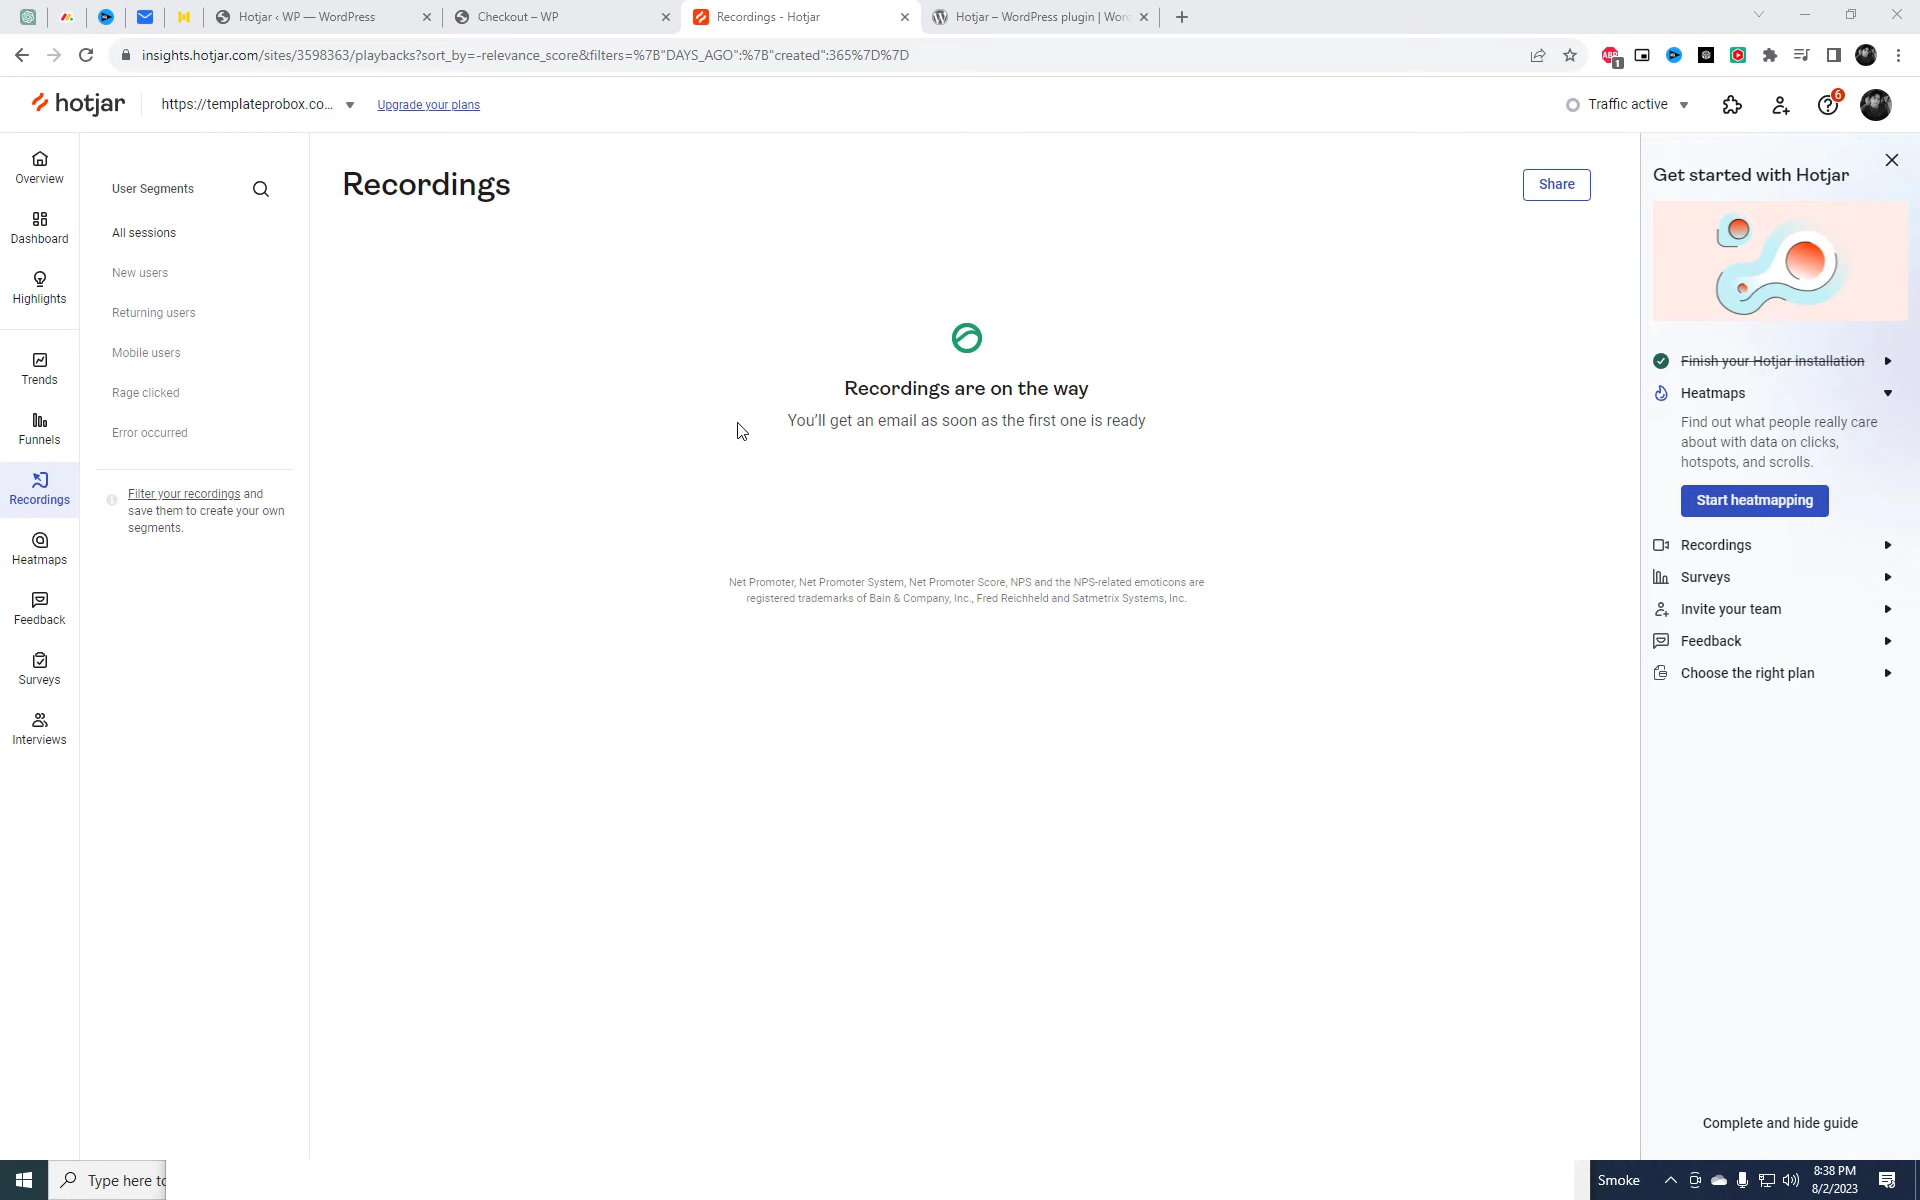 Hotjar ‹ WP — WordPress
Checkout – WP
Recordings - Hotjar
Hotjar – WordPress plugin | Word
insights.hotjar.com/sites/3598363/playbacks?sort_by=-relevance_score&filters=%7B"DAYS_AGO":%7B"created":365%7D%7D
ABP
1
hotjar
https://templateprobox.co...
Upgrade your plans
Traffic active
6
Overview
Dashboard
Highlights
Trends
Funnels
Recordings
Heatmaps
Feedback
Surveys
Interviews
User Segments
All sessions
New users
Returning users
Mobile users
Rage clicked
Error occurred
Filter your recordings and
save them to create your own
segments.
Recordings
Share
Recordings are on the way
You’ll get an email as soon as the first one is ready
Net Promoter, Net Promoter System, Net Promoter Score, NPS and the NPS-related emoticons are
registered trademarks of Bain & Company, Inc., Fred Reichheld and Satmetrix Systems, Inc.
Get started with Hotjar
Finish your Hotjar installation
Heatmaps
Find out what people really care
about with data on clicks,
hotspots, and scrolls.
Start heatmapping
Recordings
Surveys
Invite your team
Feedback
Choose the right plan
Complete and hide guide
Type here to
Smoke
8:38 PM
8/2/2023